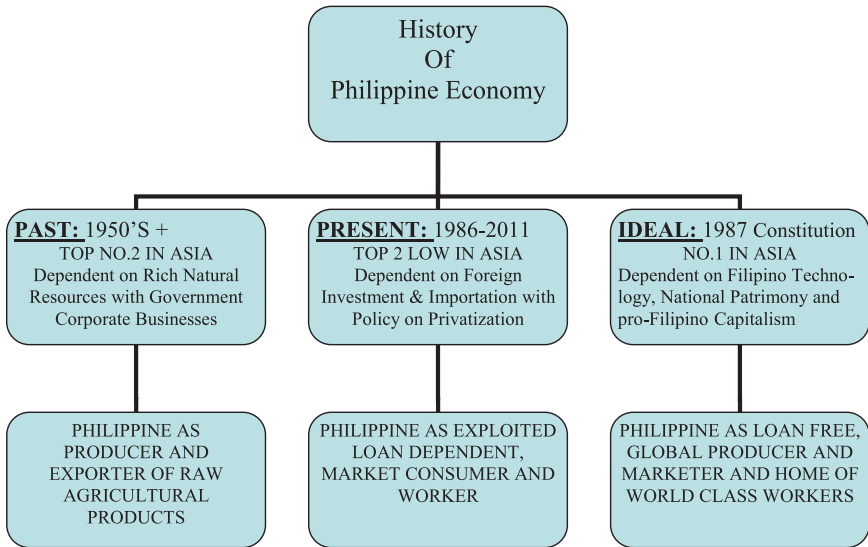 History
Of
Philippine Economy
PAST: 1950'S +
TOP NO.2 IN ASIA
Dependent on Rich Natural
Resources with Government
Corporate Businesses
PRESENT: 1986-2011
TOP 2 LOW IN ASIA
Dependent on Foreign
Investment & Importation with
Policy on Privatization
IDEAL: 1987 Constitution
NO.1 IN ASIA
Dependent on Filipino Techno-
logy, National Patrimony and
pro-Filipino Capitalism
PHILIPPINE AS
PRODUCER AND
EXPORTER OF RAW
AGRICULTURAL
PRODUCTS
PHILIPPINE AS EXPLOITED
LOAN DEPENDENT,
MARKET CONSUMER AND
WORKER
PHILIPPINE AS LOAN FREE,
GLOBAL PRODUCER AND
MARKETER AND HOME OF
WORLD CLASS WORKERS